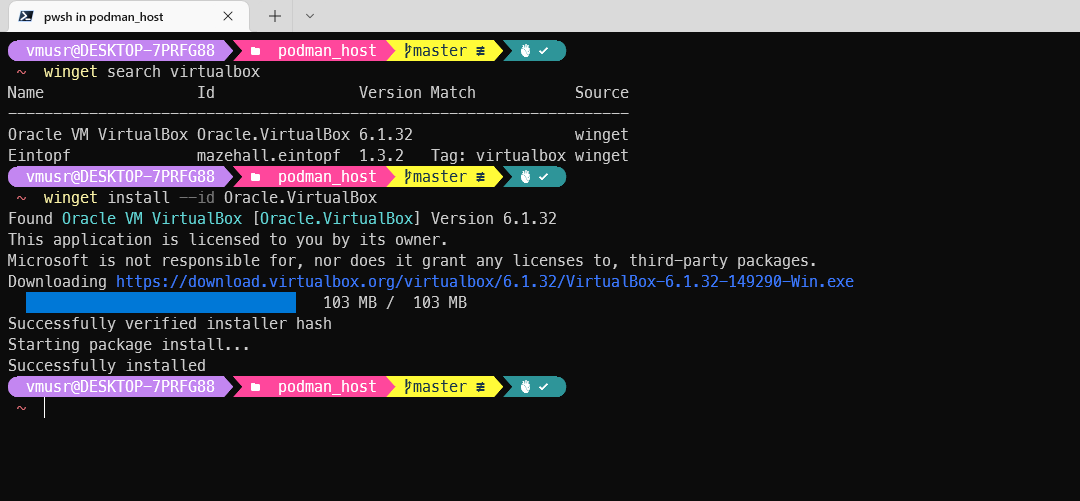 pwsh in podman_host
vmusr@DESKTOP-7PRFG88 podman_host master ≢
~ winget search virtualbox
Name Id Version Match Source
---------------------------------------------------------------------
Oracle VM VirtualBox Oracle.VirtualBox 6.1.32 winget
Eintopf mazehall.eintopf 1.3.2 Tag: virtualbox winget
vmusr@DESKTOP-7PRFG88 podman_host master ≢
~ winget install --id Oracle.VirtualBox
Found Oracle VM VirtualBox [Oracle.VirtualBox] Version 6.1.32
This application is licensed to you by its owner.
Microsoft is not responsible for, nor does it grant any licenses to, third-party packages.
Downloading https://download.virtualbox.org/virtualbox/6.1.32/VirtualBox-6.1.32-149290-Win.exe
103 MB / 103 MB
Successfully verified installer hash
Starting package install...
Successfully installed
vmusr@DESKTOP-7PRFG88 podman_host master ≢
~